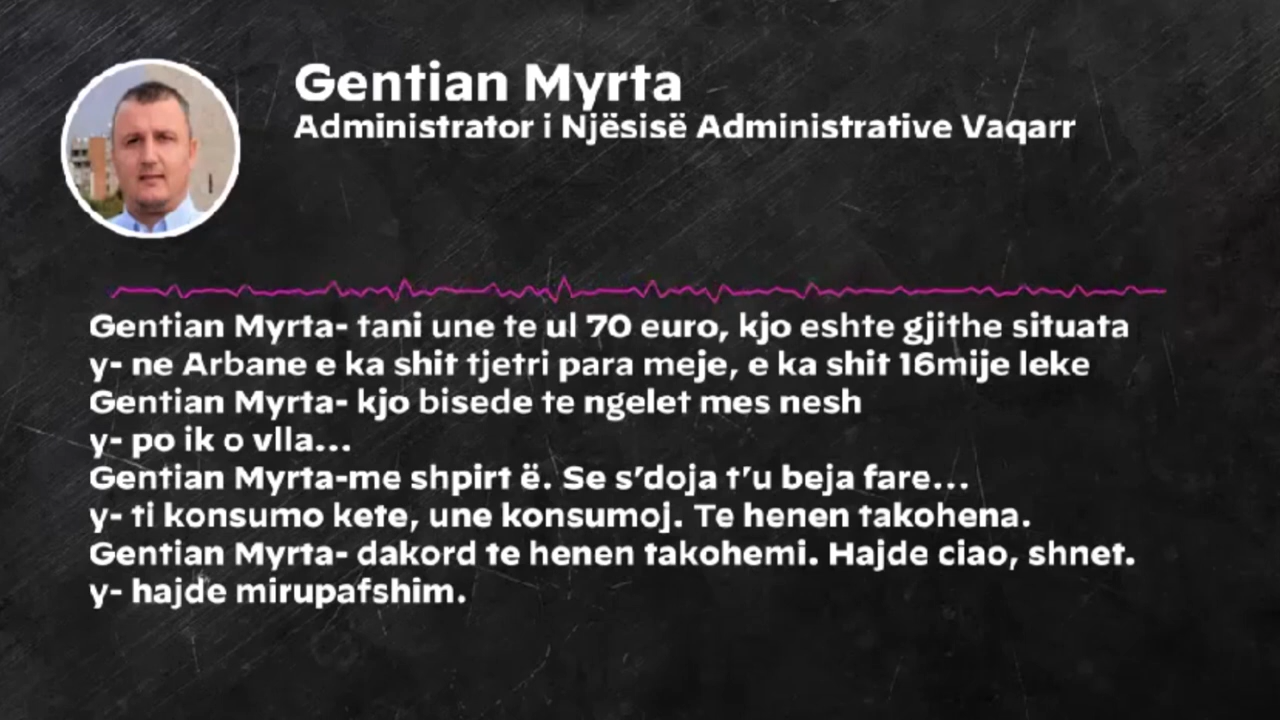 Gentian Myrta
Administrator i Njësisë Administrative Vaqarr
Gentian Myrta- tani une te ul 70 euro, kjo eshte gjithe situata
y- ne Arbane e ka shit tjetri para meje, e ka shit 16mije leke
Gentian Myrta- kjo bisede te ngelet mes nesh
y- po ik o vlla...
Gentian Myrta-me shpirt ë. Se s'doja t'u beja fare...
y- ti konsumo kete, une konsumoj. Te henen takohena.
Gentian Myrta- dakord te henen takohemi. Hajde ciao, shnet.
y- hajde mirupafshim.